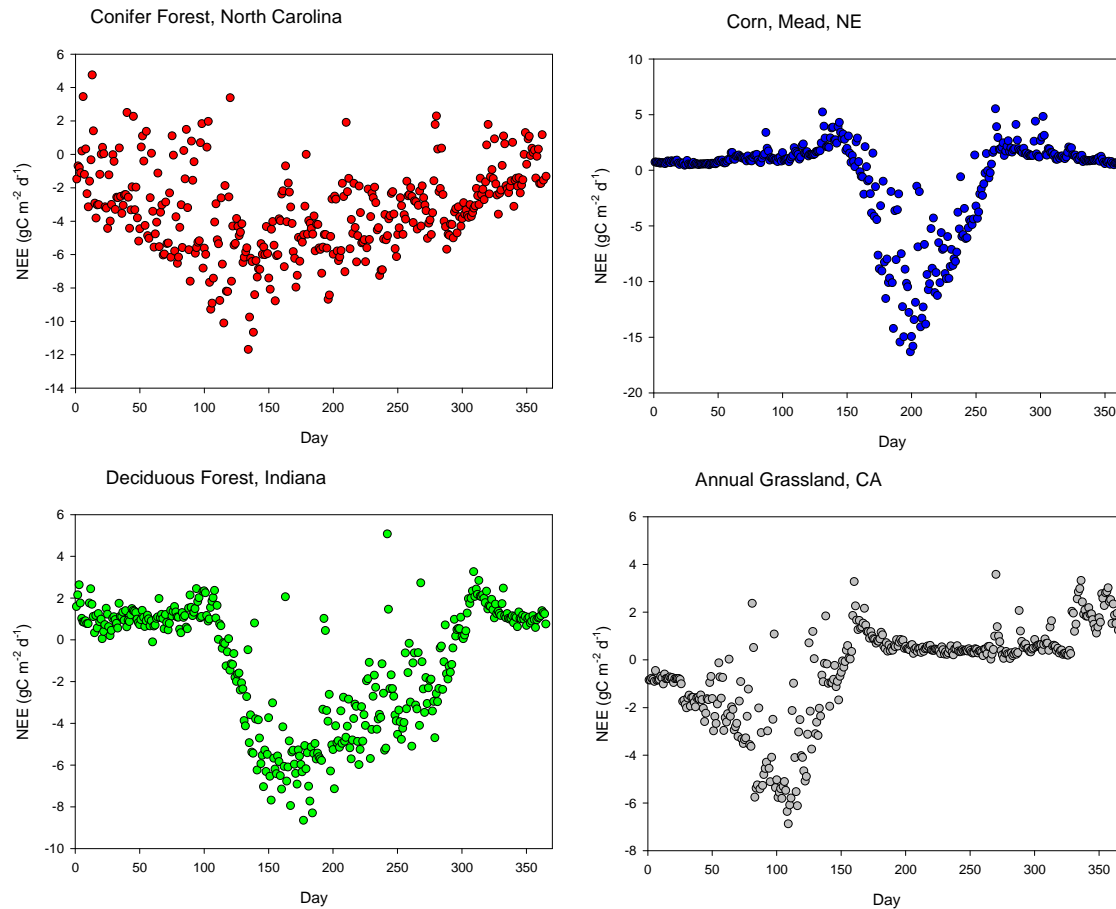 Conifer Forest, North Carolina
6
4
2
0
-2
-4
-6
-8
-10
-12
-14
NEE (gC m⁻² d⁻¹)
0 50 100 150 200 250 300 350
Day
Corn, Mead, NE
10
5
0
-5
-10
-15
-20
NEE (gC m⁻² d⁻¹)
0 50 100 150 200 250 300 350
Day
Deciduous Forest, Indiana
6
4
2
0
-2
-4
-6
-8
-10
NEE (gC m⁻² d⁻¹)
0 50 100 150 200 250 300 350
Day
Annual Grassland, CA
6
4
2
0
-2
-4
-6
-8
NEE (gC m⁻² d⁻¹)
0 50 100 150 200 250 300 350
Day